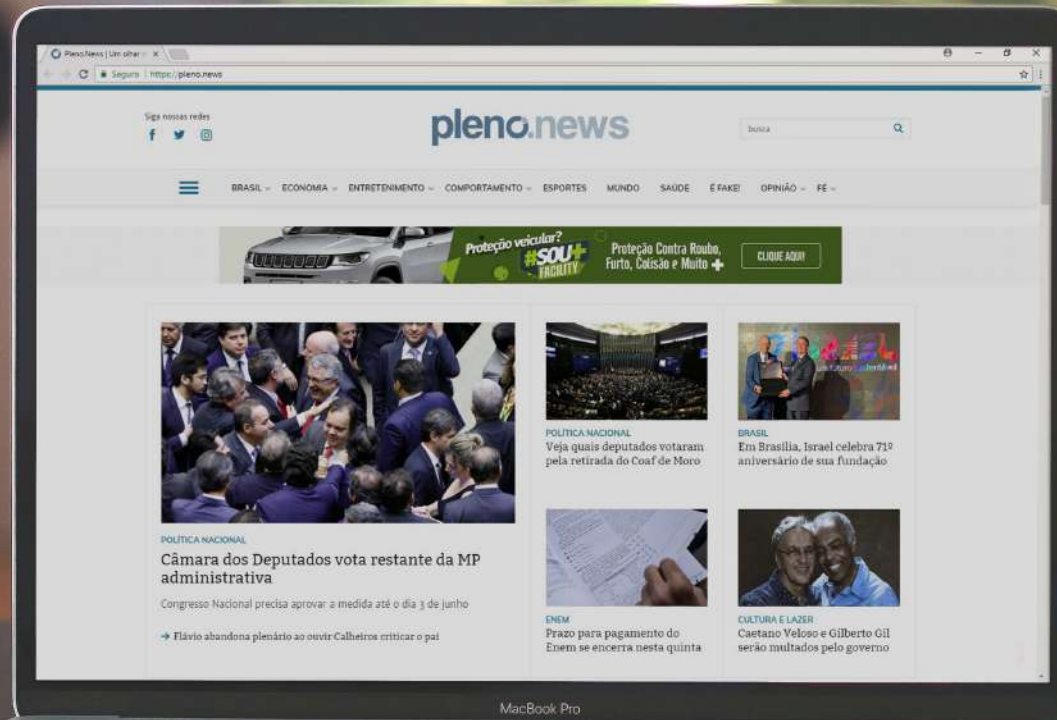 Pleno.News | Um olhar
Seguro | https://pleno.news
Siga nossas redes
pleno.news
busca
BRASIL ECONOMIA ENTRETENIMENTO COMPORTAMENTO ESPORTES MUNDO SAÚDE É FAKE! OPINIÃO FÉ
Proteção veicular?
#SOU+
FACILITY
Proteção Contra Roubo,
Furto, Colisão e Muito +
CLIQUE AQUI!
POLÍTICA NACIONAL
Câmara dos Deputados vota restante da MP
administrativa
Congresso Nacional precisa aprovar a medida até o dia 3 de junho
→ Flávio abandona plenário ao ouvir Calheiros criticar o pai
POLÍTICA NACIONAL
Veja quais deputados votaram
pela retirada do Coaf de Moro
BRASIL
Em Brasília, Israel celebra 71º
aniversário de sua fundação
ENEM
Prazo para pagamento do
Enem se encerra nesta quinta
CULTURA E LAZER
Caetano Veloso e Gilberto Gil
serão multados pelo governo
MacBook Pro